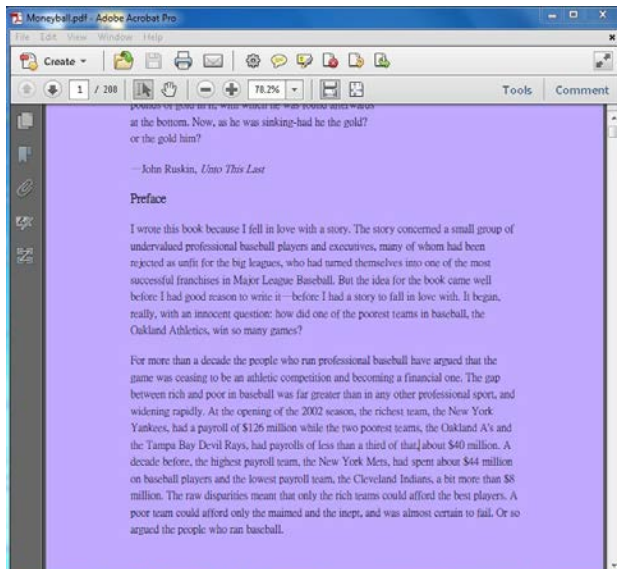 Moneyball.pdf - Adobe Acrobat Pro
File Edit View Window Help
Create
1 / 208 78.2% Tools Comment
pounds of gold in it, with which he was found afterwards
at the bottom. Now, as he was sinking-had he the gold?
or the gold him?
—John Ruskin, Unto This Last
Preface
I wrote this book because I fell in love with a story. The story concerned a small group of
undervalued professional baseball players and executives, many of whom had been
rejected as unfit for the big leagues, who had turned themselves into one of the most
successful franchises in Major League Baseball. But the idea for the book came well
before I had good reason to write it—before I had a story to fall in love with. It began,
really, with an innocent question: how did one of the poorest teams in baseball, the
Oakland Athletics, win so many games?
For more than a decade the people who run professional baseball have argued that the
game was ceasing to be an athletic competition and becoming a financial one. The gap
between rich and poor in baseball was far greater than in any other professional sport, and
widening rapidly. At the opening of the 2002 season, the richest team, the New York
Yankees, had a payroll of $126 million while the two poorest teams, the Oakland A's and
the Tampa Bay Devil Rays, had payrolls of less than a third of that, about $40 million. A
decade before, the highest payroll team, the New York Mets, had spent about $44 million
on baseball players and the lowest payroll team, the Cleveland Indians, a bit more than $8
million. The raw disparities meant that only the rich teams could afford the best players. A
poor team could afford only the maimed and the inept, and was almost certain to fail. Or so
argued the people who ran baseball.